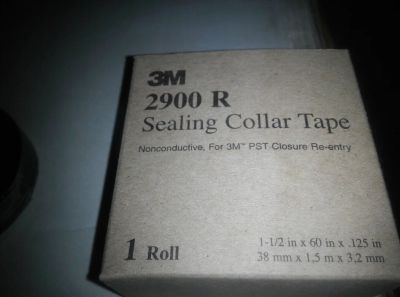 3M
2900 R
Sealing Collar Tape
Nonconductive, For 3M™ PST Closure Re-entry
1 Roll
1-1/2 in x 60 in x .125 in
38 mm x 1,5 m x 3,2 mm